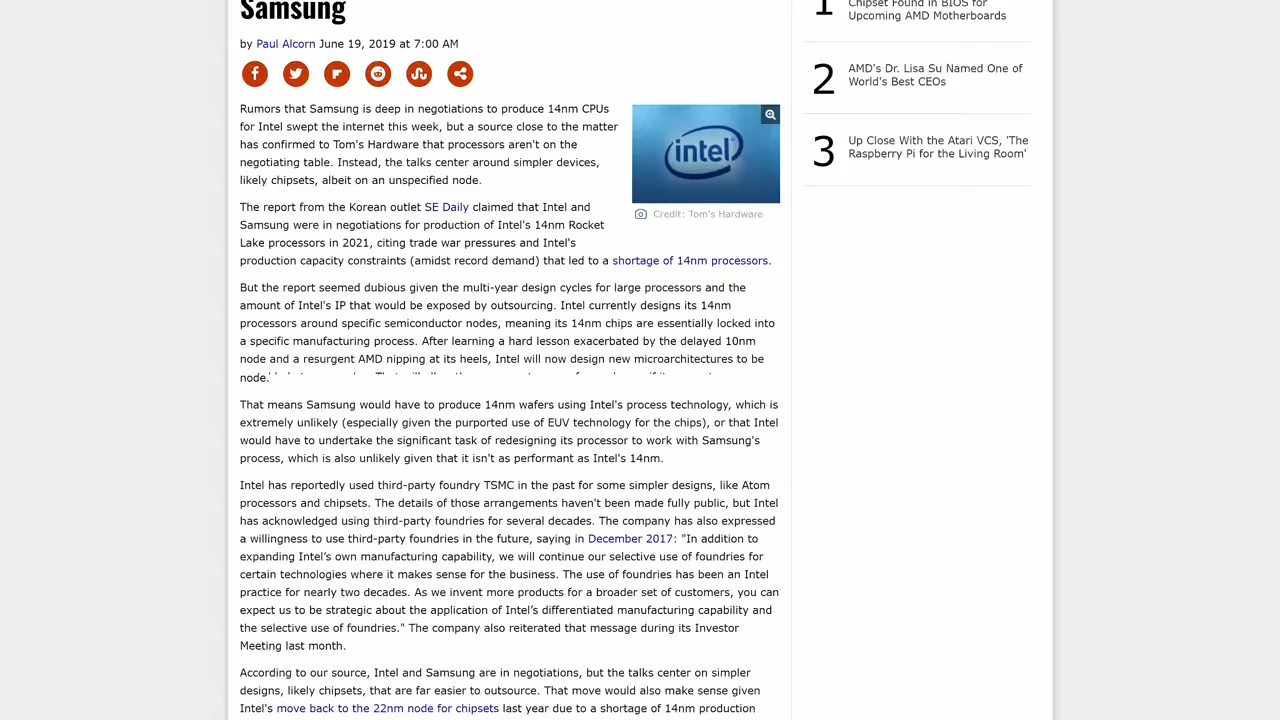 Samsung
by Paul Alcorn June 19, 2019 at 7:00 AM
Rumors that Samsung is deep in negotiations to produce 14nm CPUs
for Intel swept the internet this week, but a source close to the matter
has confirmed to Tom's Hardware that processors aren't on the
negotiating table. Instead, the talks center around simpler devices,
likely chipsets, albeit on an unspecified node.
intel
Credit: Tom's Hardware
The report from the Korean outlet SE Daily claimed that Intel and
Samsung were in negotiations for production of Intel's 14nm Rocket
Lake processors in 2021, citing trade war pressures and Intel's
production capacity constraints (amidst record demand) that led to a shortage of 14nm processors.
But the report seemed dubious given the multi-year design cycles for large processors and the
amount of Intel's IP that would be exposed by outsourcing. Intel currently designs its 14nm
processors around specific semiconductor nodes, meaning its 14nm chips are essentially locked into
a specific manufacturing process. After learning a hard lesson exacerbated by the delayed 10nm
node and a resurgent AMD nipping at its heels, Intel will now design new microarchitectures to be
node.
That means Samsung would have to produce 14nm wafers using Intel's process technology, which is
extremely unlikely (especially given the purported use of EUV technology for the chips), or that Intel
would have to undertake the significant task of redesigning its processor to work with Samsung's
process, which is also unlikely given that it isn't as performant as Intel's 14nm.
Intel has reportedly used third-party foundry TSMC in the past for some simpler designs, like Atom
processors and chipsets. The details of those arrangements haven't been made fully public, but Intel
has acknowledged using third-party foundries for several decades. The company has also expressed
a willingness to use third-party foundries in the future, saying in December 2017: "In addition to
expanding Intel’s own manufacturing capability, we will continue our selective use of foundries for
certain technologies where it makes sense for the business. The use of foundries has been an Intel
practice for nearly two decades. As we invent more products for a broader set of customers, you can
expect us to be strategic about the application of Intel’s differentiated manufacturing capability and
the selective use of foundries." The company also reiterated that message during its Investor
Meeting last month.
According to our source, Intel and Samsung are in negotiations, but the talks center on simpler
designs, likely chipsets, that are far easier to outsource. That move would also make sense given
Intel's move back to the 22nm node for chipsets last year due to a shortage of 14nm production
1
Chipset Found in BIOS for
Upcoming AMD Motherboards
2
AMD's Dr. Lisa Su Named One of
World's Best CEOs
3
Up Close With the Atari VCS, 'The
Raspberry Pi for the Living Room'